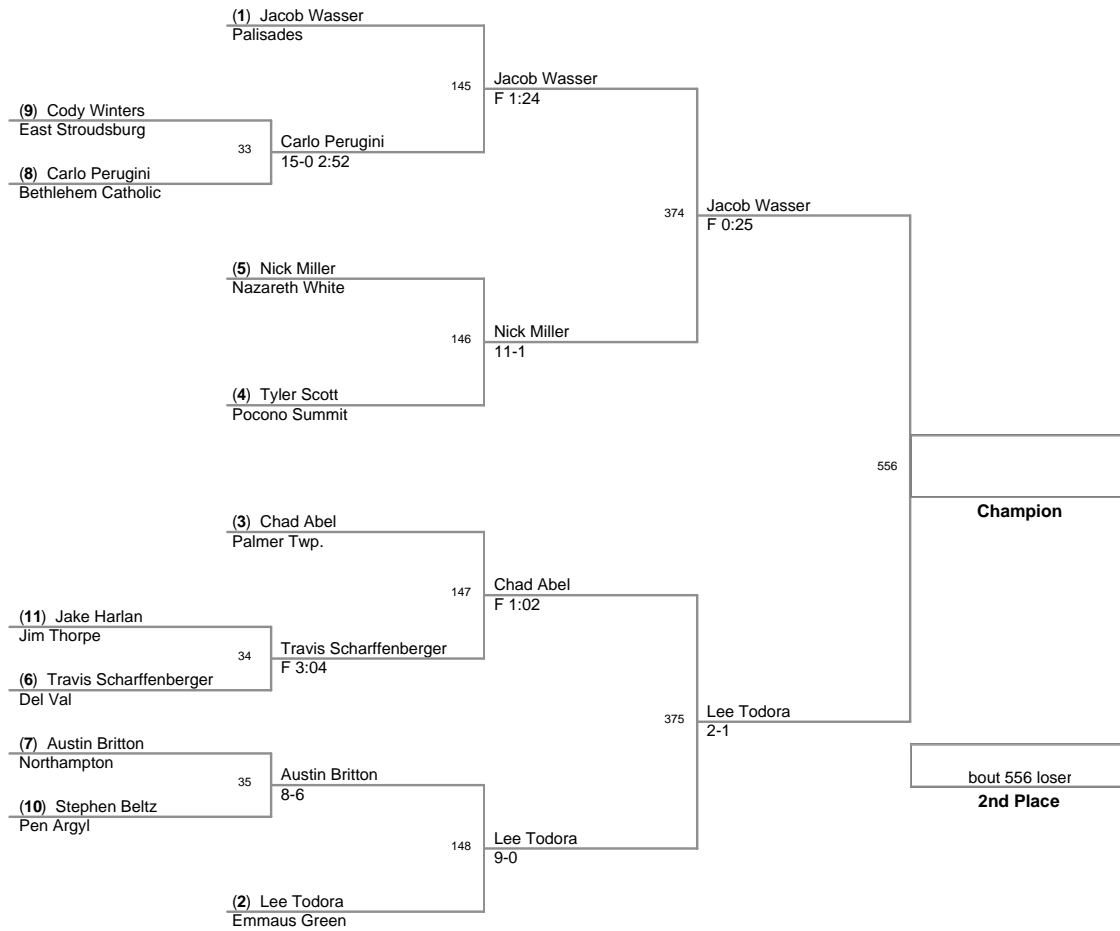 (1) Jacob Wasser
Palisades
145
Jacob Wasser
F 1:24
(9) Cody Winters
East Stroudsburg
33
Carlo Perugini
15-0 2:52
(8) Carlo Perugini
Bethlehem Catholic
374
Jacob Wasser
F 0:25
(5) Nick Miller
Nazareth White
146
Nick Miller
11-1
(4) Tyler Scott
Pocono Summit
556
Champion
(3) Chad Abel
Palmer Twp.
147
Chad Abel
F 1:02
(11) Jake Harlan
Jim Thorpe
34
Travis Scharffenberger
F 3:04
(6) Travis Scharffenberger
Del Val
375
Lee Todora
2-1
(7) Austin Britton
Northampton
35
Austin Britton
8-6
(10) Stephen Beltz
Pen Argyl
148
Lee Todora
9-0
(2) Lee Todora
Emmaus Green
bout 556 loser
2nd Place